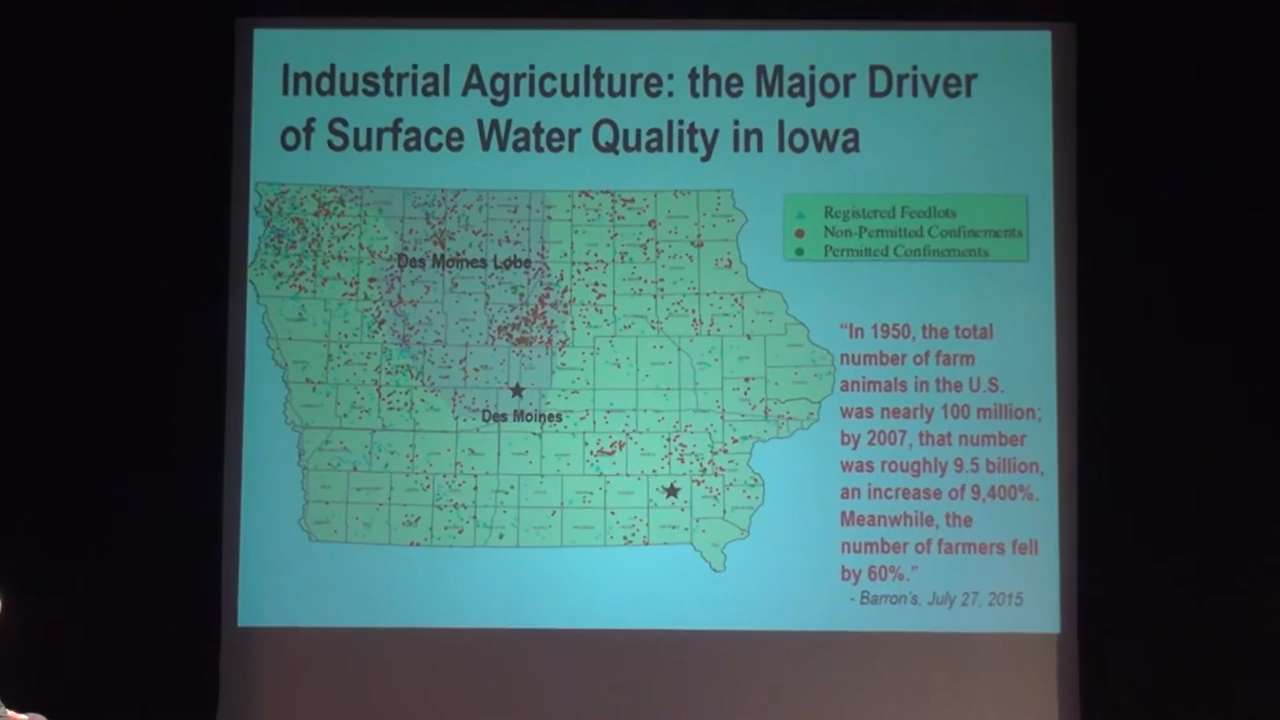 Industrial Agriculture: the Major Driver
of Surface Water Quality in Iowa
Registered Feedlots
Non-Permitted Confinements
Permitted Confinements
Des Moines Lobe
Des Moines
“In 1950, the total
number of farm
animals in the U.S.
was nearly 100 million;
by 2007, that number
was roughly 9.5 billion,
an increase of 9,400%.
Meanwhile, the
number of farmers fell
by 60%.”
- Barron's, July 27, 2015